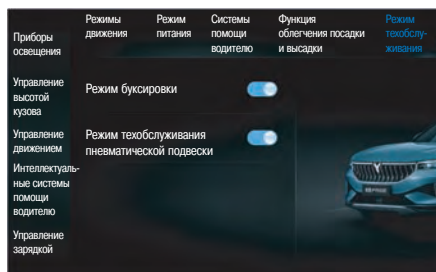 Приборы
освещения
Режимы
движения
Режим
питания
Системы
помощи
водителю
Функция
облегчения посадки
и высадки
Режим
техобслу-
живания
Управление
высотой
кузова
Управление
движением
Интеллектуаль-
ные системы
помощи
водителю
Управление
зарядкой
Режим буксировки
Режим техобслуживания
пневматической подвески